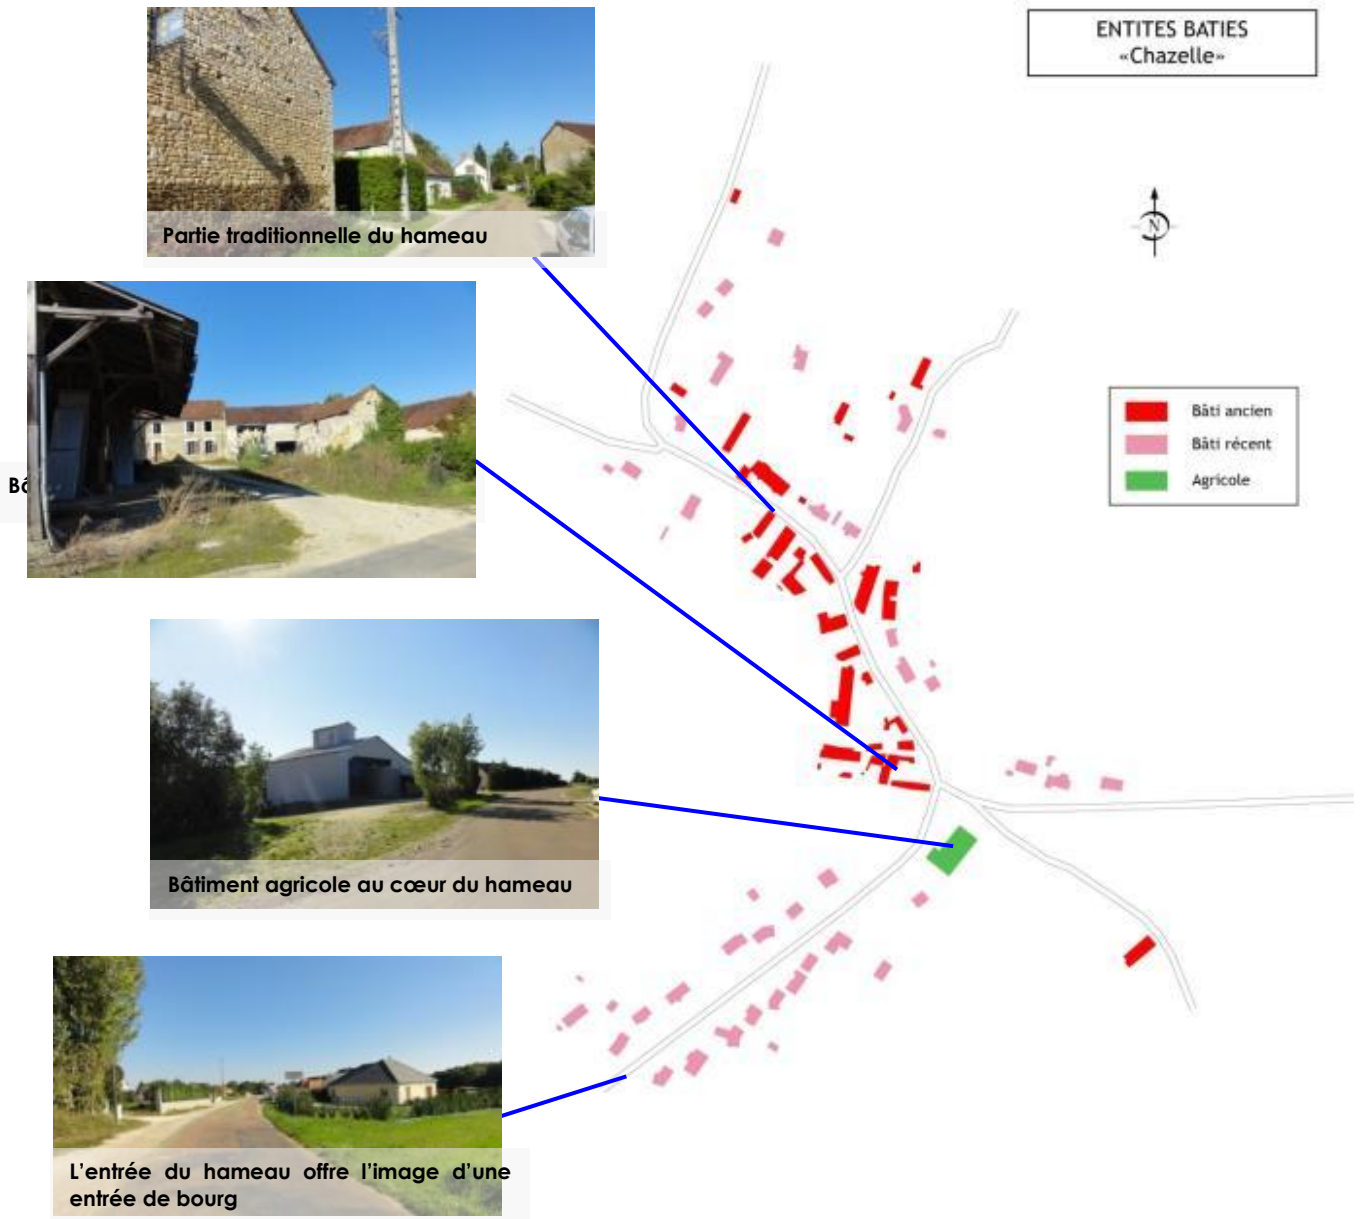 ENTITES BATIES
«Chazelle»
Partie traditionnelle du hameau
N
Bâti ancien
Bâti récent
Agricole
Bâtiment agricole au cœur du hameau
L'entrée du hameau offre l'image d'une
entrée de bourg